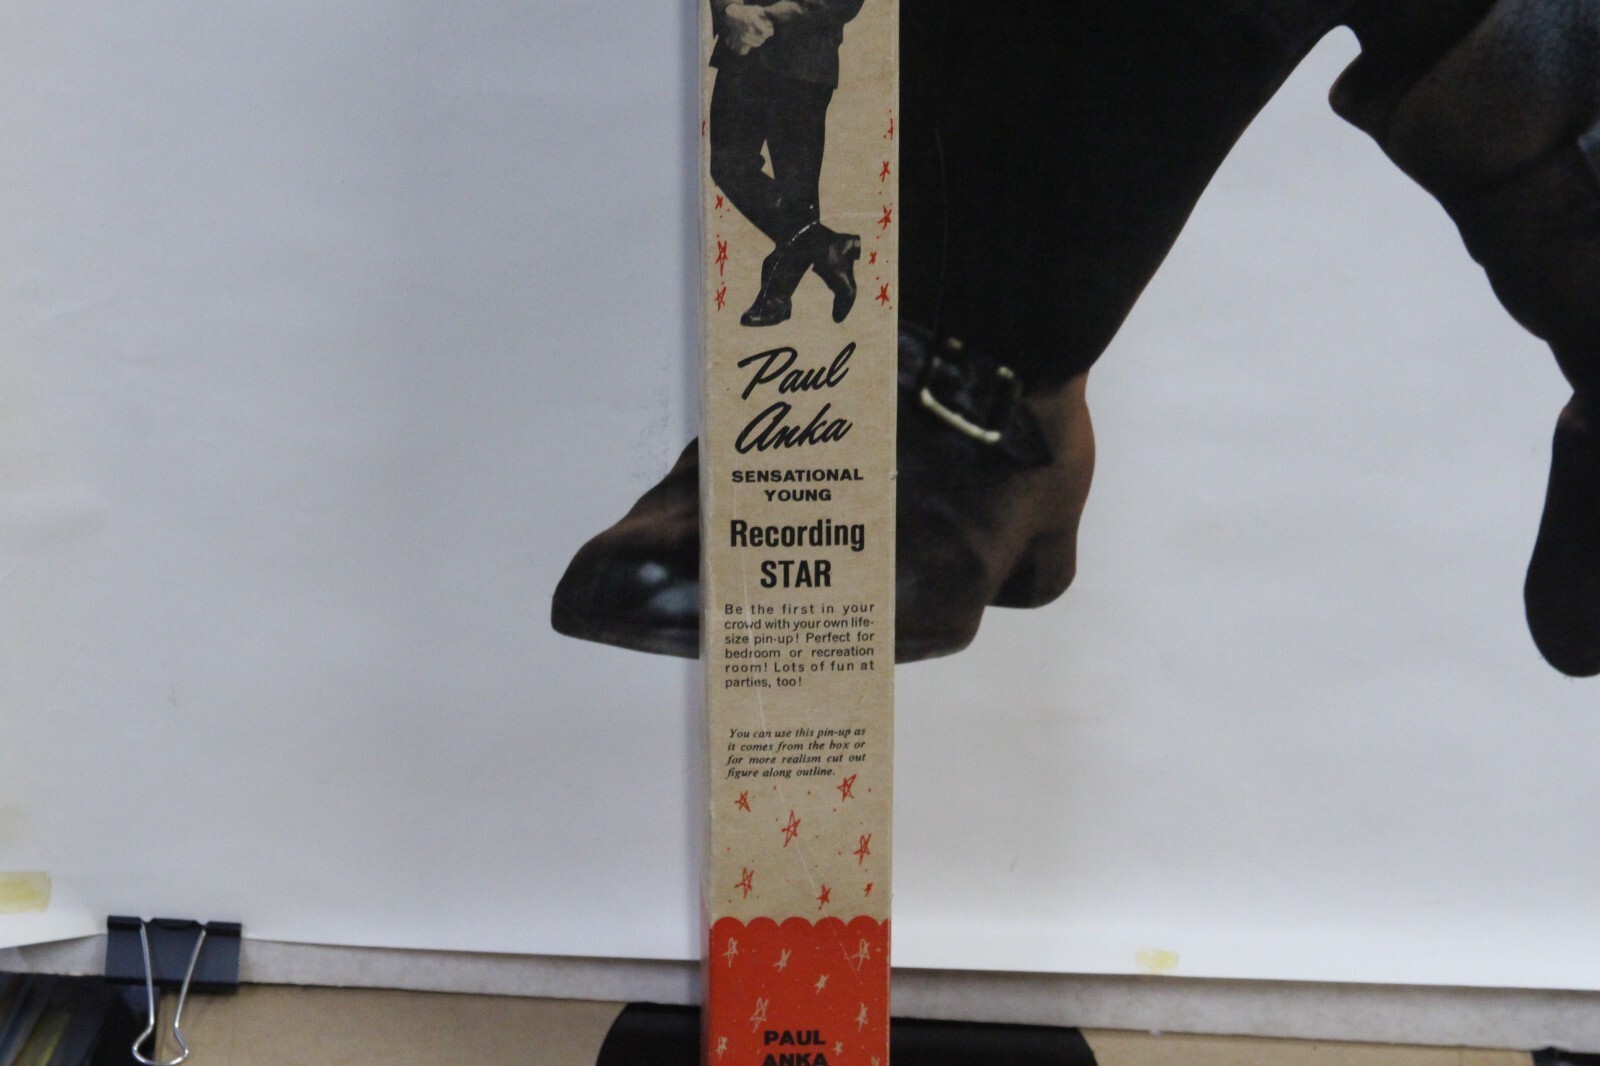 Paul
Anka
SENSATIONAL
YOUNG
Recording
STAR
Be the first in your
crowd with your own life-
size pin-up! Perfect for
bedroom or recreation
room! Lots of fun at
parties, too!
You can use this pin-up as
it comes from the box or
for more realism cut out
figure along outline.
PAUL
ANKA